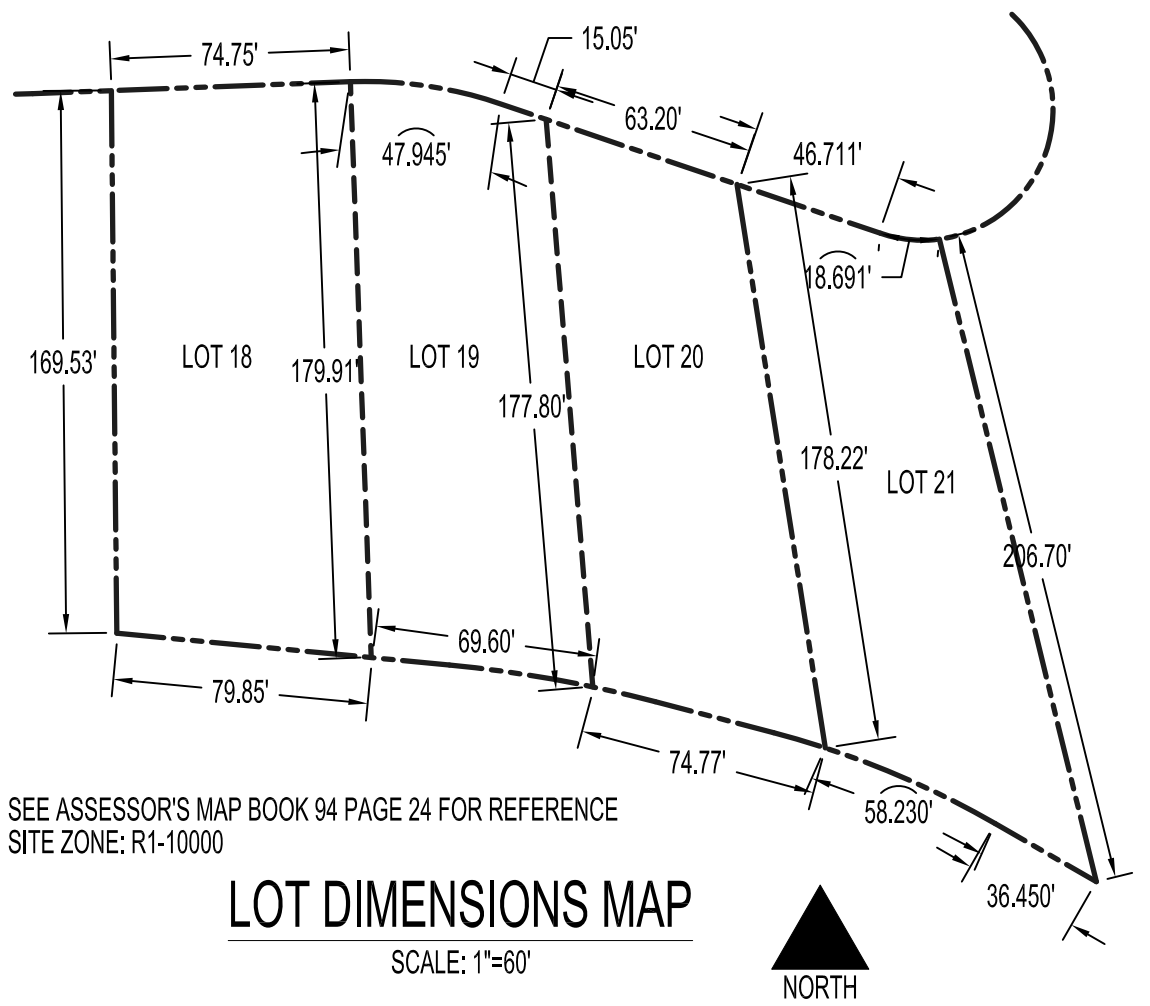 74.75'
15.05'
63.20'
47.945'
46.711'
18.691'
169.53'
LOT 18
179.91'
LOT 19
177.80'
LOT 20
178.22'
LOT 21
206.70'
69.60'
79.85'
74.77'
58.230'
36.450'
SEE ASSESSOR'S MAP BOOK 94 PAGE 24 FOR REFERENCE
SITE ZONE: R1-10000
LOT DIMENSIONS MAP
SCALE: 1"=60'
NORTH